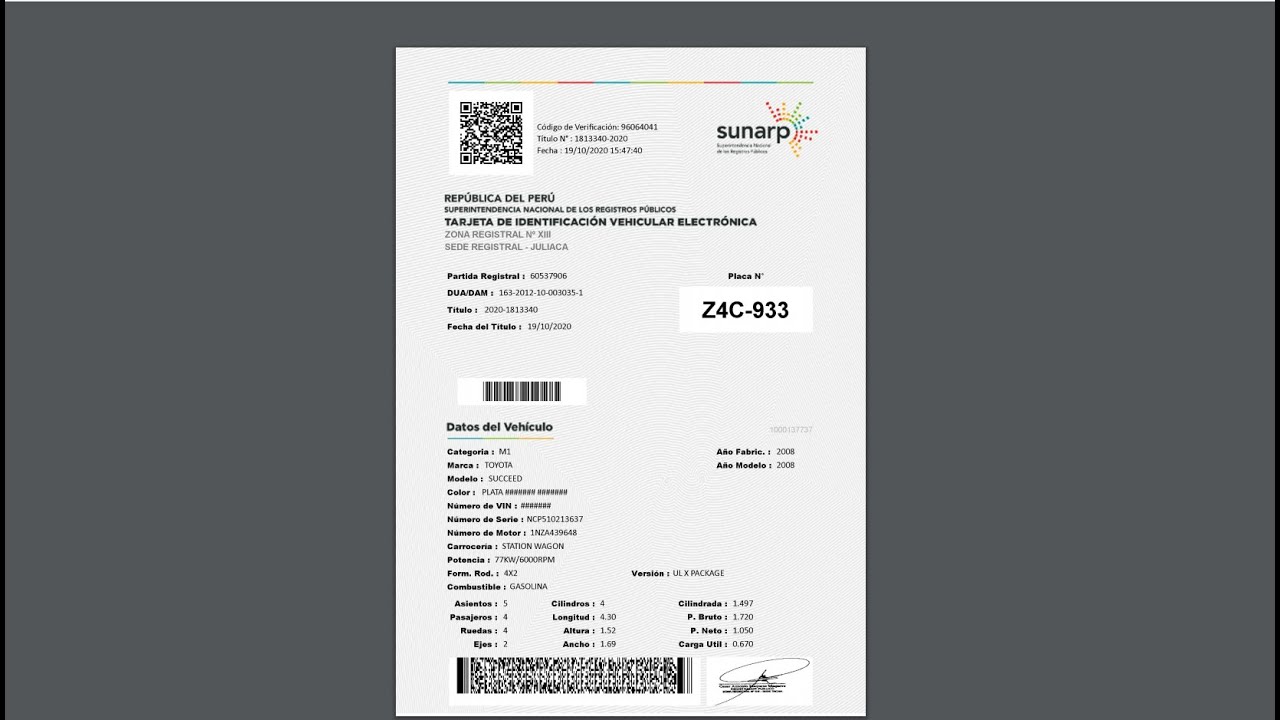 Código de Verificación: 96064041
Título N° : 1813340-2020
Fecha : 19/10/2020 15:47:40
sunarp
Superintendencia Nacional
de los Registros Públicos
REPÚBLICA DEL PERÚ
SUPERINTENDENCIA NACIONAL DE LOS REGISTROS PÚBLICOS
TARJETA DE IDENTIFICACIÓN VEHICULAR ELECTRÓNICA
ZONA REGISTRAL Nº XIII
SEDE REGISTRAL - JULIACA
Partida Registral : 60537906
Placa N°
DUA/DAM : 163-2012-10-003035-1
Z4C-933
Título : 2020-1813340
Fecha del Título : 19/10/2020
Datos del Vehículo
1000137737
Categoria : M1
Año Fabric. : 2008
Marca : TOYOTA
Año Modelo : 2008
Modelo : SUCCEED
Color : PLATA ####### #######
Número de VIN : #######
Número de Serie : NCP510213637
Número de Motor : 1NZA439648
Carrocería : STATION WAGON
Potencia : 77KW/6000RPM
Form. Rod. : 4X2 Versión : UL X PACKAGE
Combustible : GASOLINA
Asientos : 5 Cilindros : 4 Cilindrada : 1.497
Pasajeros : 4 Longitud : 4.30 P. Bruto : 1.720
Ruedas : 4 Altura : 1.52 P. Neto : 1.050
Ejes : 2 Ancho : 1.69 Carga Util : 0.670